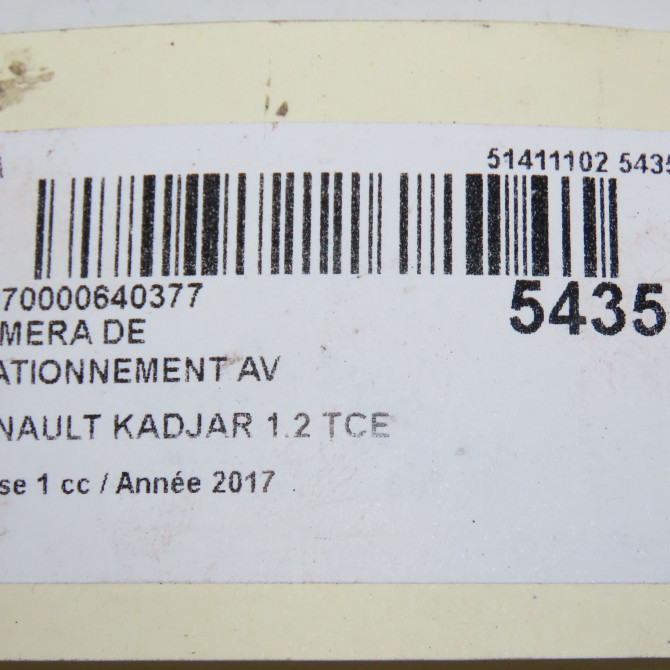 51411102 5435
70000640377
5435
MERA DE
ATIONNEMENT AV
NAULT KADJAR 1.2 TCE
se 1 cc / Année 2017